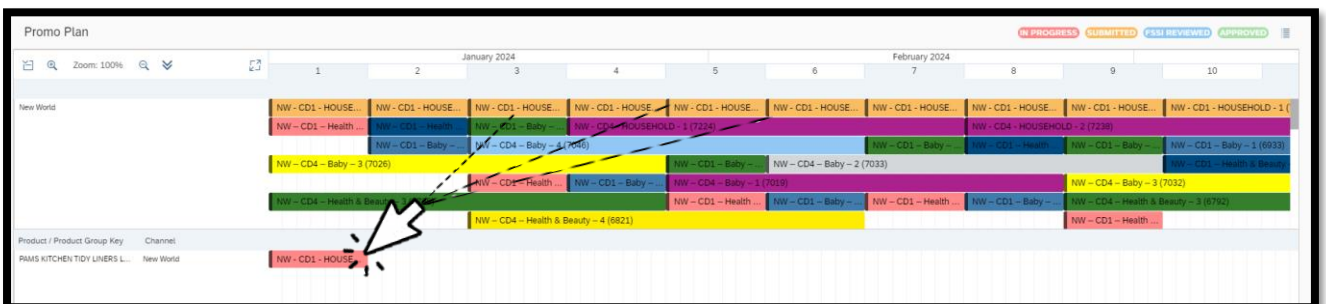 Promo Plan
IN PROGRESS SUBMITTED FSSI REVIEWED APPROVED
Zoom: 100%
January 2024 February 2024
1 2 3 4 5 6 7 8 9 10
New World
NW - CD1 - HOUSE... NW - CD1 - HOUSE... NW - CD1 - HOUSE... NW - CD1 - HOUSE... NW - CD1 - HOUSE... NW - CD1 - HOUSE... NW - CD1 - HOUSE... NW - CD1 - HOUSE... NW - CD1 - HOUSE... NW - CD1 - HOUSEHOLD - 1 (
NW – CD1 – Health ... NW – CD1 – Health ... NW – CD1 – Baby – ... NW - CD4 - HOUSEHOLD - 1 (7224) NW - CD4 - HOUSEHOLD - 2 (7238)
NW – CD1 – Baby – ... NW – CD4 – Baby – 4 (7046) NW – CD1 – Baby – ... NW – CD1 – Health ... NW – CD1 – Baby – ... NW – CD1 – Baby – 1 (6933)
NW – CD4 – Baby – 3 (7026) NW – CD1 – Baby – ... NW – CD4 – Baby – 2 (7033) NW – CD1 – Health & Beauty
NW – CD1 – Health ... NW – CD1 – Baby – ... NW – CD4 – Baby – 1 (7019) NW – CD4 – Baby – 3 (7032)
NW – CD4 – Health & Beauty – 3 NW – CD1 – Health ... NW – CD1 – Baby – ... NW – CD1 – Health ... NW – CD1 – Baby – ... NW – CD4 – Health & Beauty – 3 (6792)
NW – CD4 – Health & Beauty – 4 (6821) NW – CD1 – Health ...
Product / Product Group Key Channel
PAMS KITCHEN TIDY LINERS L... New World NW - CD1 - HOUSE...